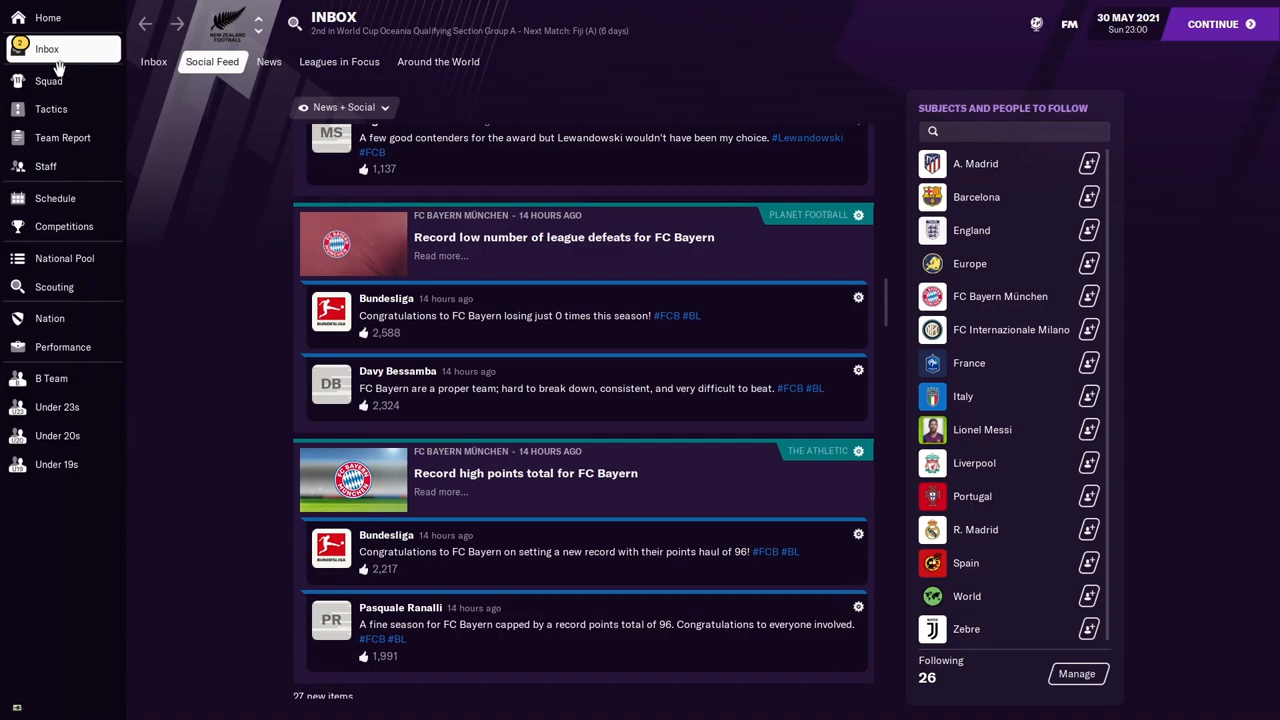 Home
2
Inbox
Squad
Tactics
Team Report
Staff
Schedule
Competitions
National Pool
Scouting
Nation
Performance
B Team
Under 23s
Under 20s
Under 19s
NEW ZEALAND
FOOTBALL
INBOX
2nd in World Cup Oceania Qualifying Section Group A - Next Match: Fiji (A) (6 days)
FM
30 MAY 2021
Sun 23:00
CONTINUE
Inbox
Social Feed
News
Leagues in Focus
Around the World
News + Social
MS
A few good contenders for the award but Lewandowski wouldn't have been my choice. #Lewandowski
#FCB
1,137
FC BAYERN MÜNCHEN - 14 HOURS AGO
PLANET FOOTBALL
Record low number of league defeats for FC Bayern
Read more...
Bundesliga 14 hours ago
Congratulations to FC Bayern losing just 0 times this season! #FCB #BL
2,588
DB
Davy Bessamba 14 hours ago
FC Bayern are a proper team; hard to break down, consistent, and very difficult to beat. #FCB #BL
2,324
FC BAYERN MÜNCHEN - 14 HOURS AGO
THE ATHLETIC
Record high points total for FC Bayern
Read more...
Bundesliga 14 hours ago
Congratulations to FC Bayern on setting a new record with their points haul of 96! #FCB #BL
2,217
PR
Pasquale Ranalli 14 hours ago
A fine season for FC Bayern capped by a record points total of 96. Congratulations to everyone involved.
#FCB #BL
1,991
27 new items
SUBJECTS AND PEOPLE TO FOLLOW
A. Madrid
Barcelona
England
Europe
FC Bayern München
FC Internazionale Milano
France
Italy
Lionel Messi
Liverpool
Portugal
R. Madrid
Spain
World
Zebre
Following
26
Manage